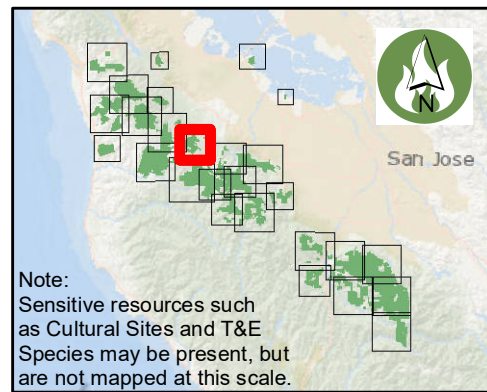 N
San Jose
Note:
Sensitive resources such
as Cultural Sites and T&E
Species may be present, but
are not mapped at this scale.